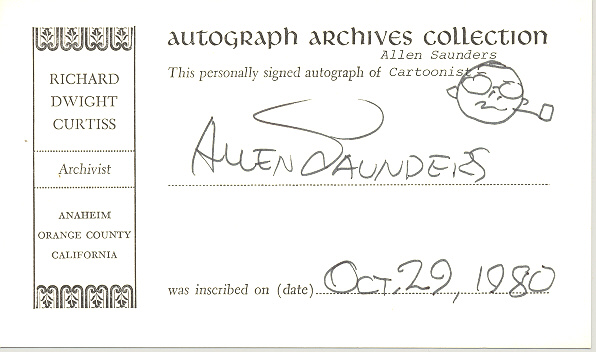 RICHARD
DWIGHT
CURTISS
Archivist
ANAHEIM
ORANGE COUNTY
CALIFORNIA
AUTOGRAPH ARCHIVES COLLECTION
Allen Saunders
This personally signed autograph of Cartoonist
ALLEN SAUNDERS
was inscribed on (date) OCT. 29, 1980